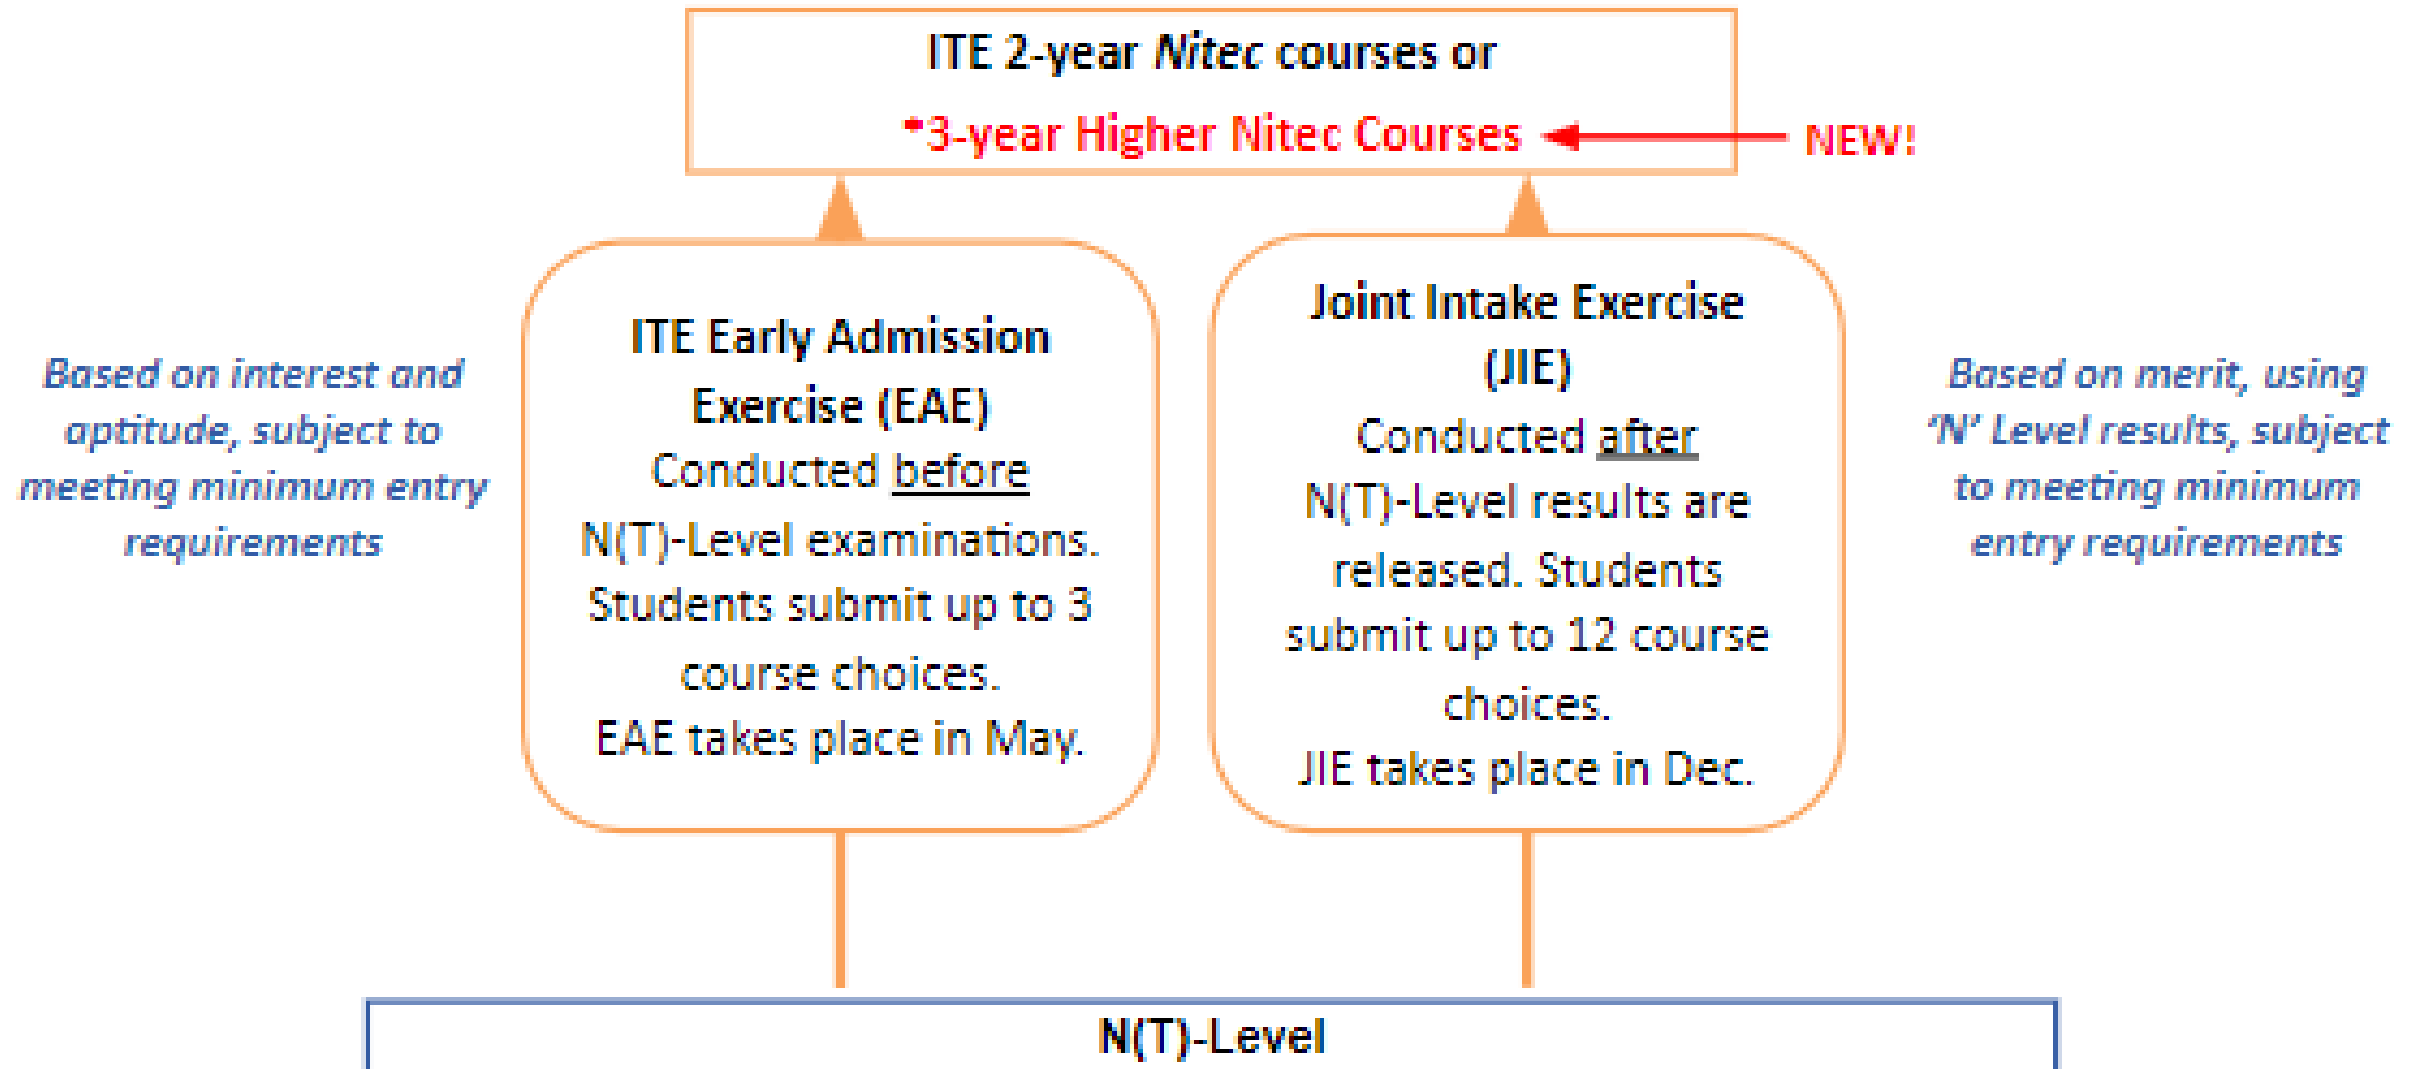 ITE 2-year Nitec courses or
*3-year Higher Nitec Courses
NEW!
Based on interest and
aptitude, subject to
meeting minimum entry
requirements
ITE Early Admission
Exercise (EAE)
Conducted before
N(T)-Level examinations.
Students submit up to 3
course choices.
EAE takes place in May.
Joint Intake Exercise
(JIE)
Conducted after
N(T)-Level results are
released. Students
submit up to 12 course
choices.
JIE takes place in Dec.
Based on merit, using
‘N’ Level results, subject
to meeting minimum
entry requirements
N(T)-Level